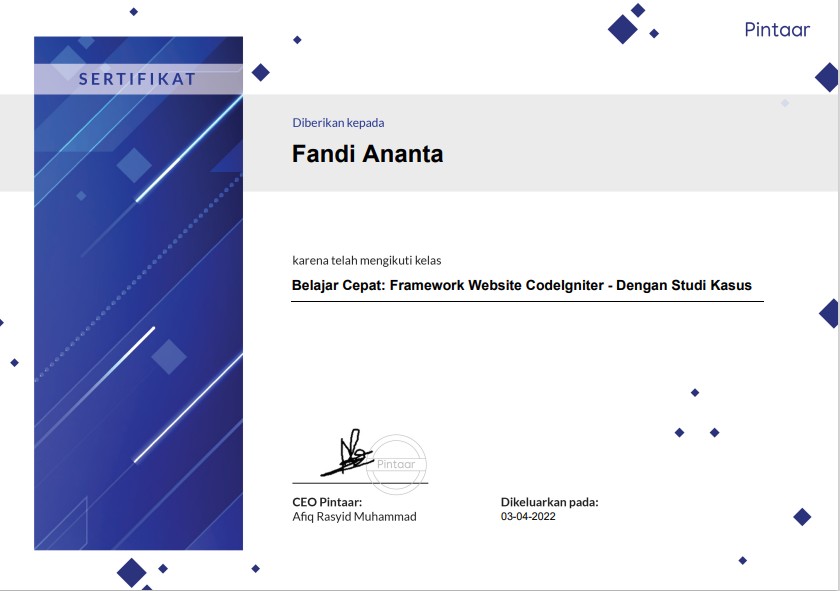 Pintaar
SERTIFIKAT
Diberikan kepada
Fandi Ananta
karena telah mengikuti kelas
Belajar Cepat: Framework Website CodeIgniter - Dengan Studi Kasus
Pintaar
CEO Pintaar:
Afiq Rasyid Muhammad
Dikeluarkan pada:
03-04-2022